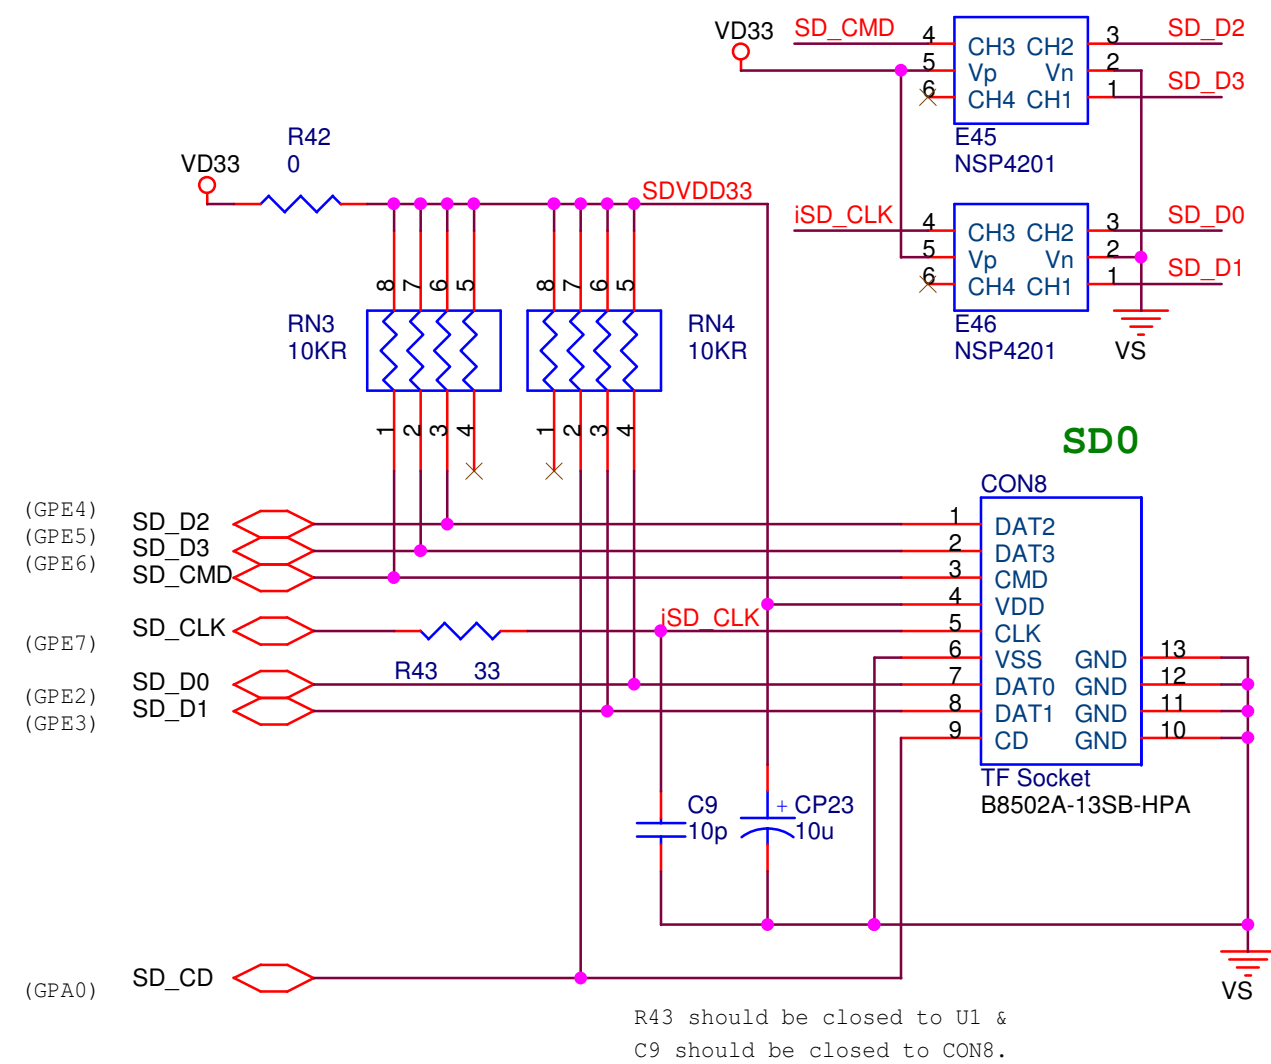 VD33
SD_CMD 4 CH3 CH2 3 SD_D2
5 Vp Vn 2
6 CH4 CH1 1 SD_D3
E45
NSP4201
R42
0
VD33
SDVDD33
iSD_CLK 4 CH3 CH2 3 SD_D0
5 Vp Vn 2
6 CH4 CH1 1 SD_D1
E46
NSP4201
VS
8 7 6 5 8 7 6 5
RN3
10KR
RN4
10KR
1 2 3 4 1 2 3 4
SD0
CON8
(GPE4) SD_D2 1 DAT2
(GPE5) SD_D3 2 DAT3
(GPE6) SD_CMD 3 CMD
4 VDD
(GPE7) SD_CLK iSD_CLK 5 CLK
R43 33
6 VSS GND 13
(GPE2) SD_D0 7 DAT0 GND 12
(GPE3) SD_D1 8 DAT1 GND 11
9 CD GND 10
TF Socket
B8502A-13SB-HPA
C9
10p
+ CP23
10u
(GPA0) SD_CD
VS
R43 should be closed to U1 &
C9 should be closed to CON8.